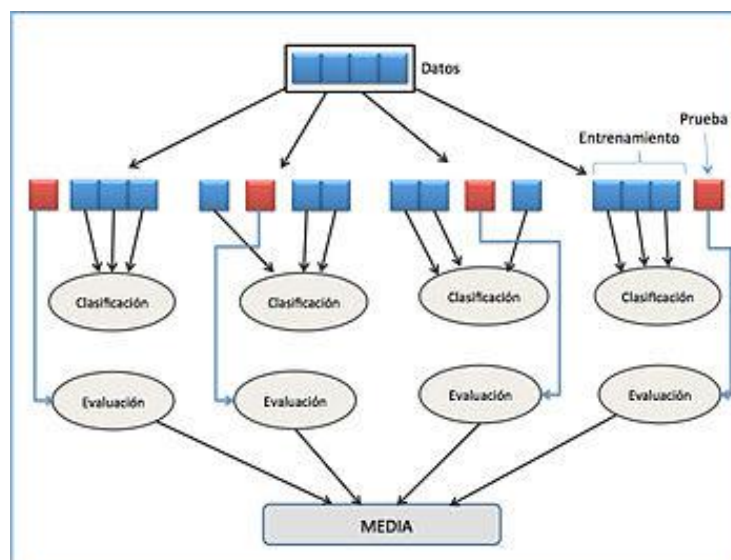 Datos
Prueba
Entrenamiento
Clasificación
Clasificación
Clasificación
Clasificación
Evaluación
Evaluación
Evaluación
Evaluación
MEDIA